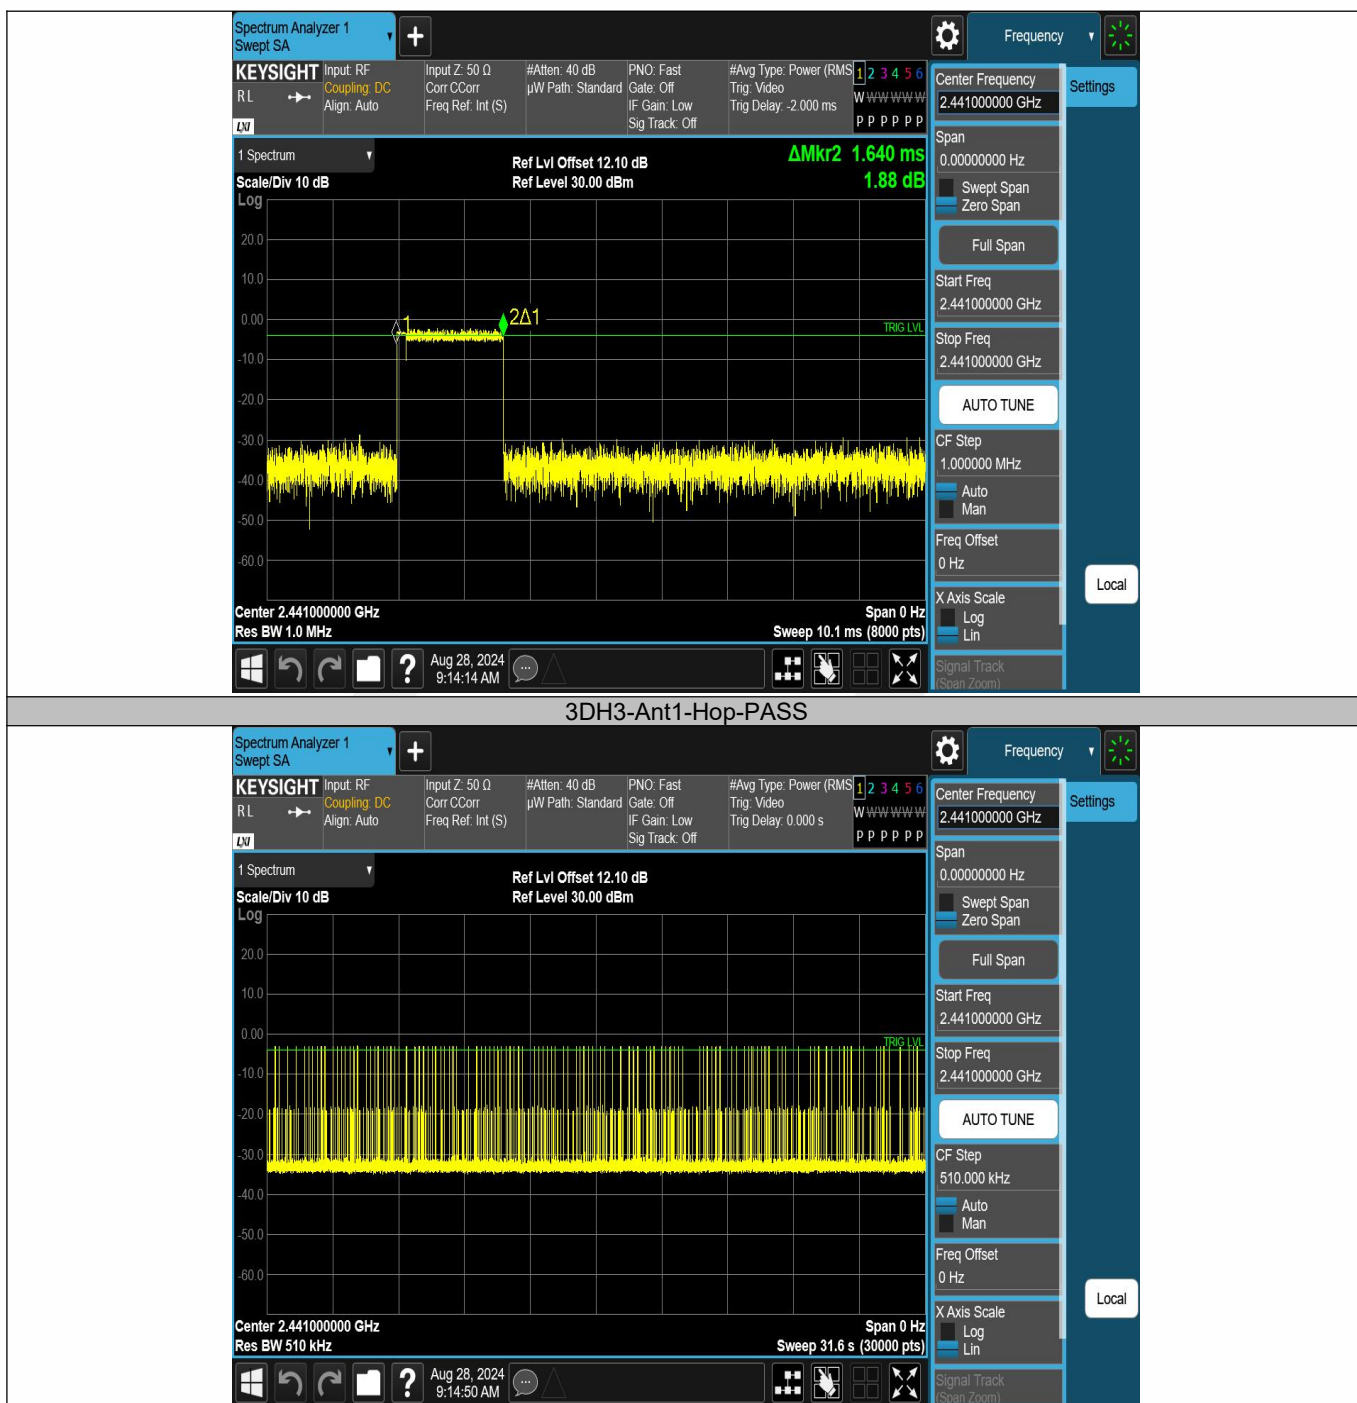 Spectrum Analyzer 1
Swept SA
+
Frequency
KEYSIGHT
RL
LXI
Input: RF
Coupling: DC
Align: Auto
Input Z: 50 Ω
Corr CCorr
Freq Ref: Int (S)
#Atten: 40 dB
µW Path: Standard
PNO: Fast
Gate: Off
IF Gain: Low
Sig Track: Off
#Avg Type: Power (RMS
Trig: Video
Trig Delay: -2.000 ms
1 2 3 4 5 6
W W W W W W
P P P P P P
1 Spectrum
Scale/Div 10 dB
Log
Ref Lvl Offset 12.10 dB
Ref Level 30.00 dBm
ΔMkr2 1.640 ms
1.88 dB
20.0
10.0
0.00
-10.0
-20.0
-30.0
-40.0
-50.0
-60.0
1
2Δ1
TRIG LVL
Center 2.441000000 GHz
Res BW 1.0 MHz
Span 0 Hz
Sweep 10.1 ms (8000 pts)
?
Aug 28, 2024
9:14:14 AM
Center Frequency
2.441000000 GHz
Settings
Span
0.00000000 Hz
Swept Span
Zero Span
Full Span
Start Freq
2.441000000 GHz
Stop Freq
2.441000000 GHz
AUTO TUNE
CF Step
1.000000 MHz
Auto
Man
Freq Offset
0 Hz
Local
X Axis Scale
Log
Lin
Signal Track
(Span Zoom)
3DH3-Ant1-Hop-PASS
Spectrum Analyzer 1
Swept SA
+
Frequency
KEYSIGHT
RL
LXI
Input: RF
Coupling: DC
Align: Auto
Input Z: 50 Ω
Corr CCorr
Freq Ref: Int (S)
#Atten: 40 dB
µW Path: Standard
PNO: Fast
Gate: Off
IF Gain: Low
Sig Track: Off
#Avg Type: Power (RMS
Trig: Video
Trig Delay: 0.000 s
1 2 3 4 5 6
W W W W W W
P P P P P P
1 Spectrum
Scale/Div 10 dB
Log
Ref Lvl Offset 12.10 dB
Ref Level 30.00 dBm
20.0
10.0
0.00
-10.0
-20.0
-30.0
-40.0
-50.0
-60.0
TRIG LVL
Center 2.441000000 GHz
Res BW 510 kHz
Span 0 Hz
Sweep 31.6 s (30000 pts)
?
Aug 28, 2024
9:14:50 AM
Center Frequency
2.441000000 GHz
Settings
Span
0.00000000 Hz
Swept Span
Zero Span
Full Span
Start Freq
2.441000000 GHz
Stop Freq
2.441000000 GHz
AUTO TUNE
CF Step
510.000 kHz
Auto
Man
Freq Offset
0 Hz
Local
X Axis Scale
Log
Lin
Signal Track
(Span Zoom)